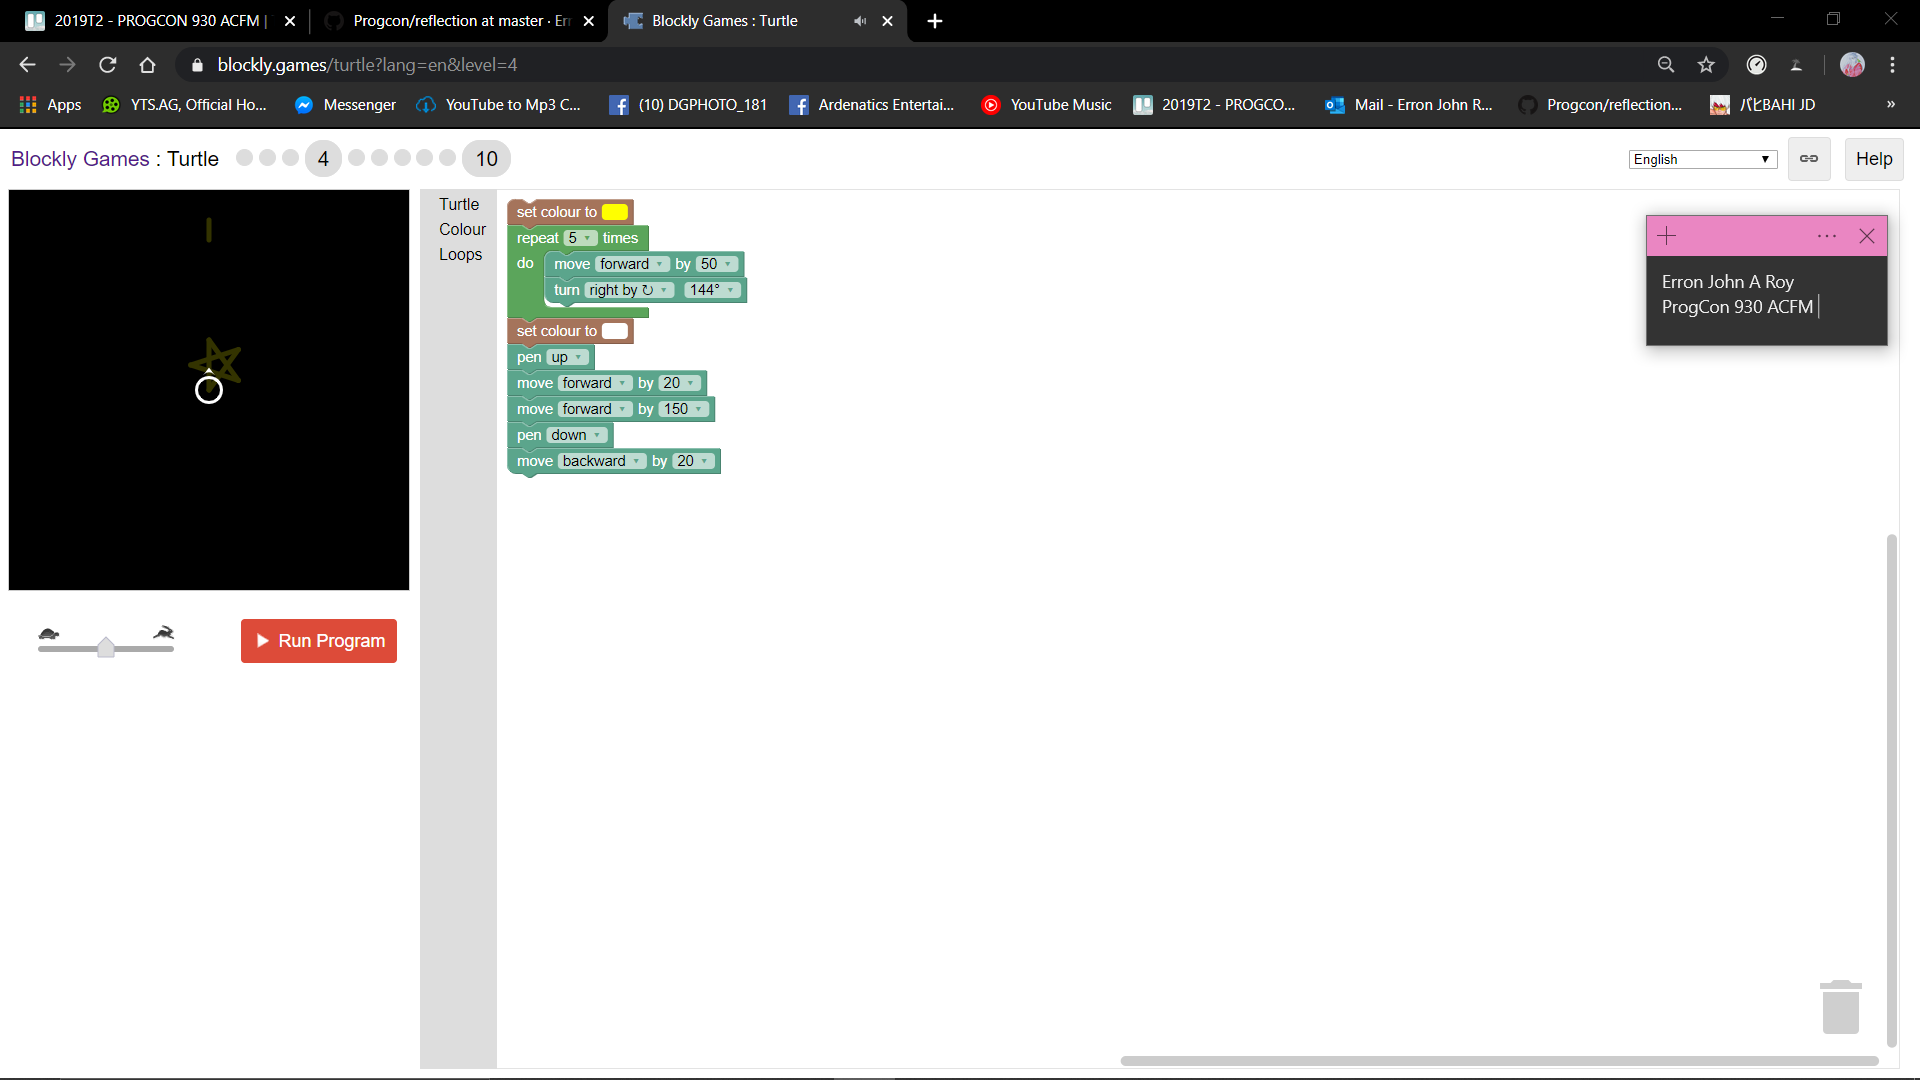 2019T2 - PROGCON 930 ACFM |
Progcon/reflection at master · Er
Blockly Games : Turtle
blockly.games/turtle?lang=en&level=4
Apps
YTS.AG, Official Ho...
Messenger
YouTube to Mp3 C...
(10) DGPHOTO_181
Ardenatics Entertai...
YouTube Music
2019T2 - PROGCO...
Mail - Erron John R...
Progcon/reflection...
パヒBAHI JD
»
Blockly Games : Turtle
4
10
English
Help
Turtle
Colour
Loops
set colour to
repeat 5 times
do
move forward by 50
turn right by ↻ 144°
set colour to
pen up
move forward by 20
move forward by 150
pen down
move backward by 20
Erron John A Roy
ProgCon 930 ACFM
Run Program